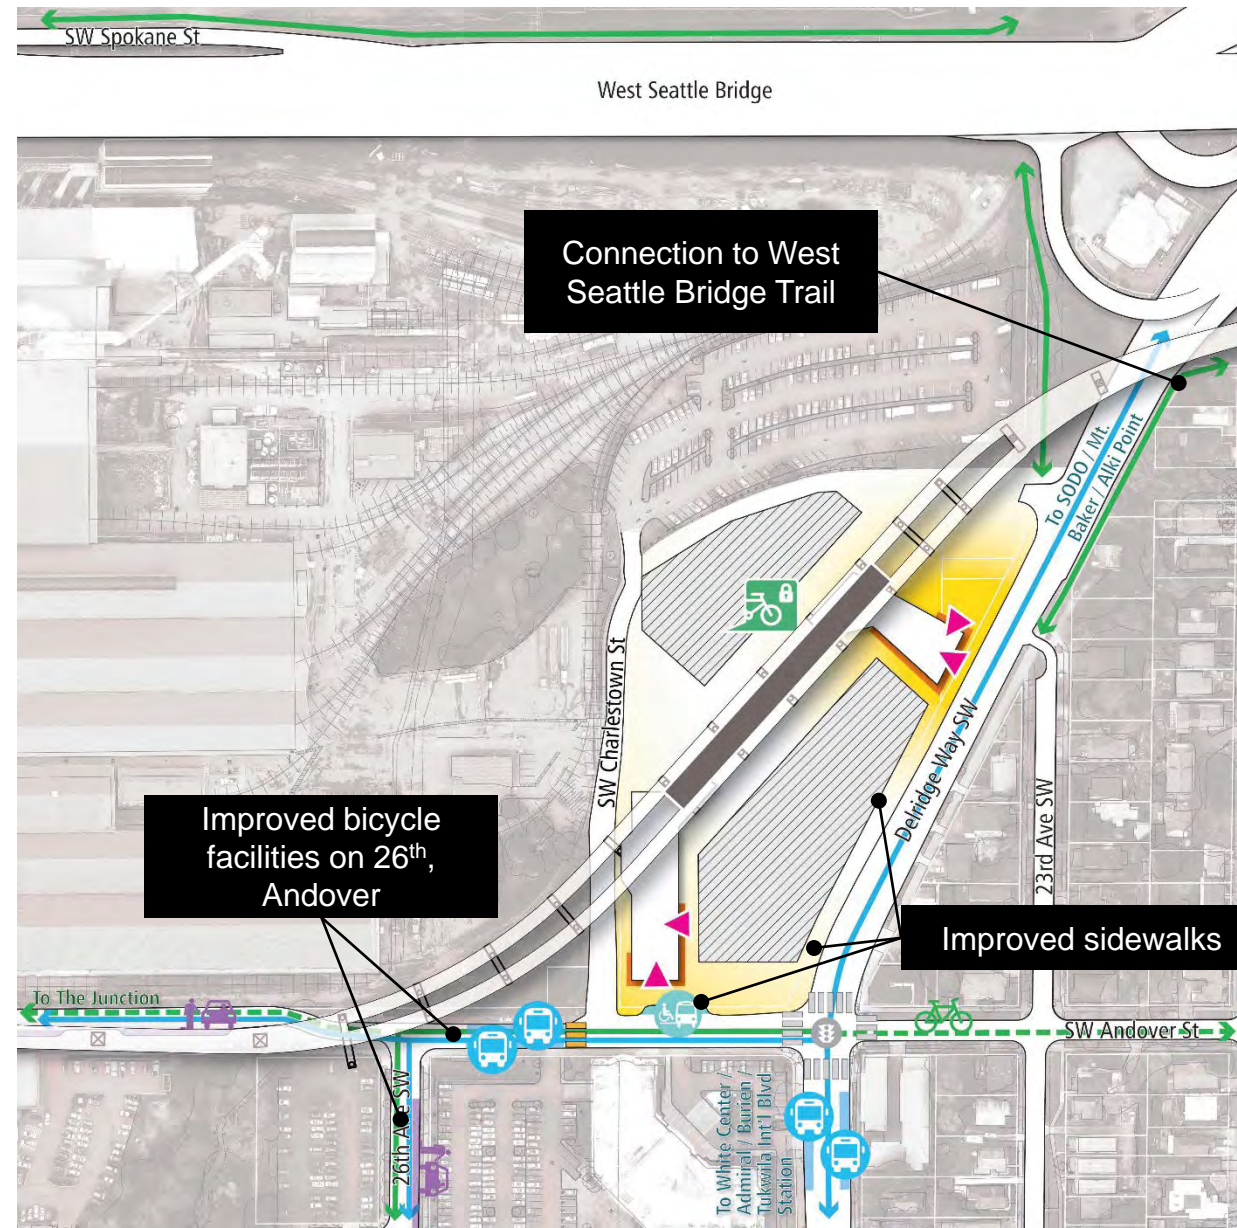 SW Spokane St
West Seattle Bridge
Connection to West
Seattle Bridge Trail
To SODO / Mt.
Baker / Alki Point
SW Charlestown St
Delridge Way SW
23rd Ave SW
Improved bicycle
facilities on 26th,
Andover
Improved sidewalks
To The Junction
SW Andover St
26th Ave SW
To White Center /
Admiral / Burien /
Tukwila Int'l Blvd
Station